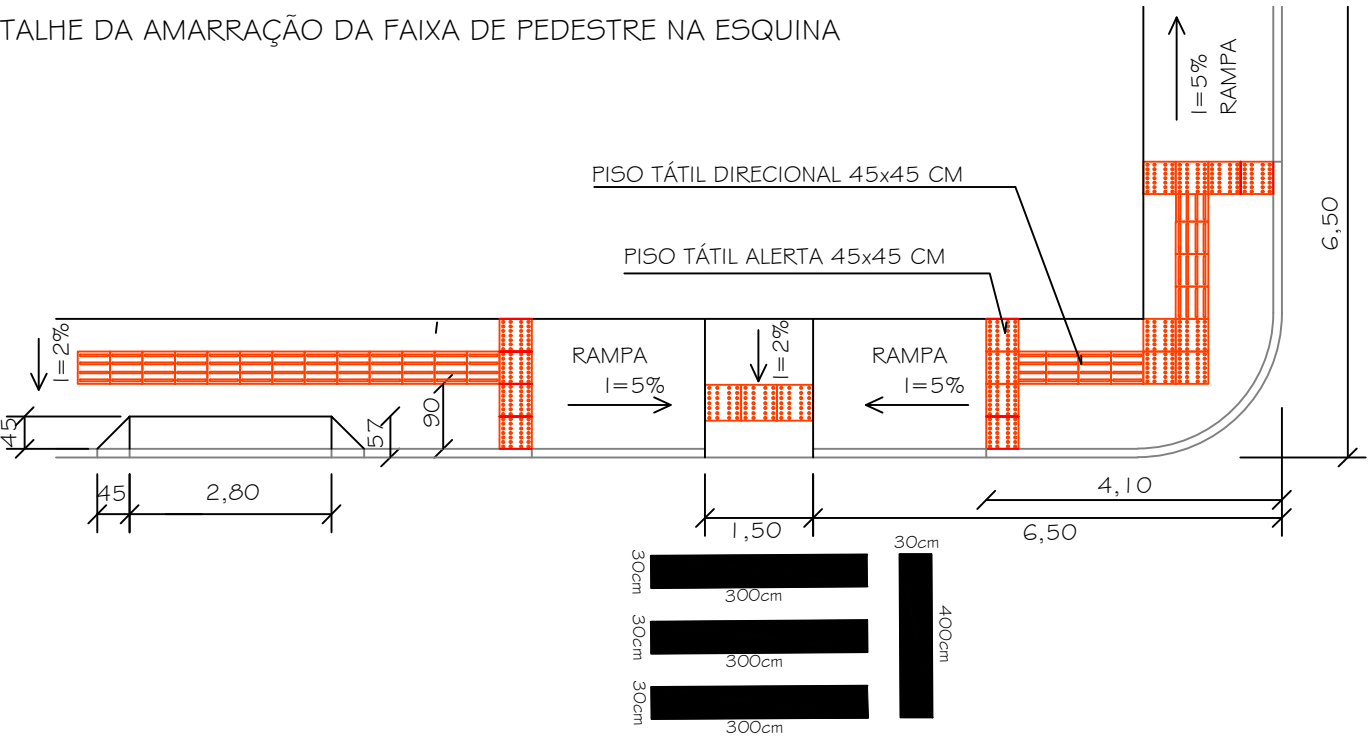 TALHE DA AMARRAÇÃO DA FAIXA DE PEDESTRE NA ESQUINA
I=5%
RAMPA
PISO TÁTIL DIRECIONAL 45x45 CM
6,50
PISO TÁTIL ALERTA 45x45 CM
I=2%
RAMPA
I=5%
I=2%
RAMPA
I=5%
45
57
90
45
2,80
4,10
1,50
6,50
30cm
30cm
300cm
400cm
30cm
300cm
30cm
300cm